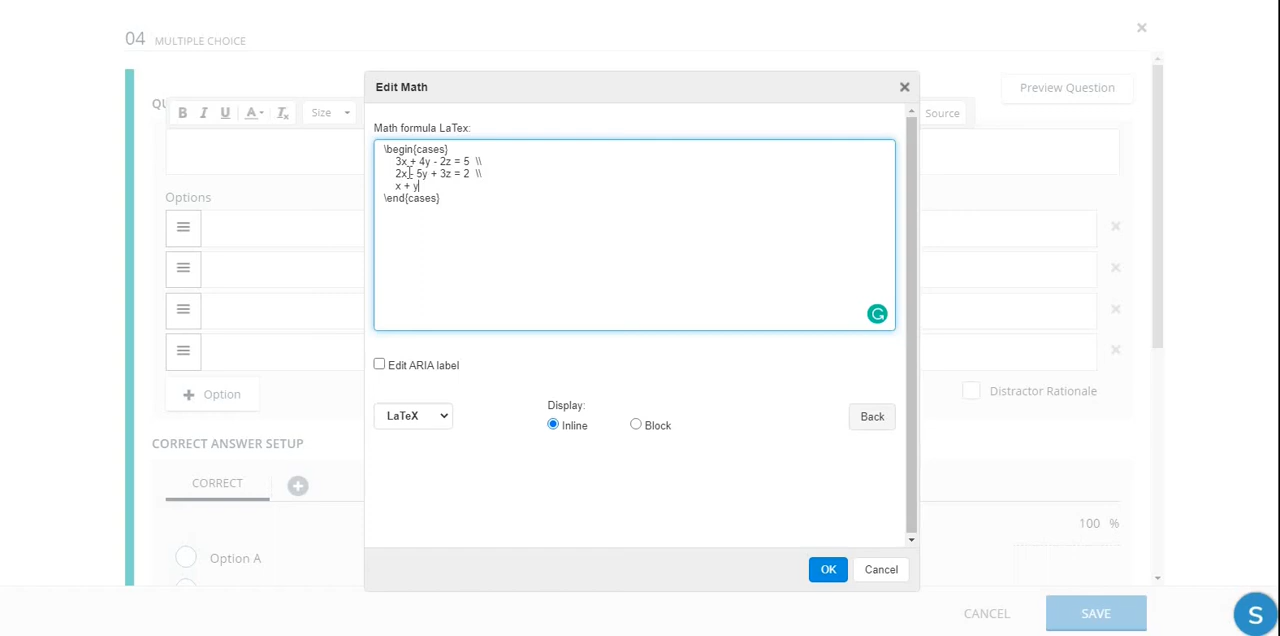 04 MULTIPLE CHOICE
Edit Math
Preview Question
B I U A Ix Size
Source
Math formula LaTex:
\begin{cases}
3x + 4y - 2z = 5 \\
2x - 5y + 3z = 2 \\
x + y
\end{cases}
Options
Edit ARIA label
Option
Distractor Rationale
Display:
LaTeX
Inline
Block
Back
CORRECT ANSWER SETUP
CORRECT
100 %
Option A
OK
Cancel
CANCEL
SAVE
S